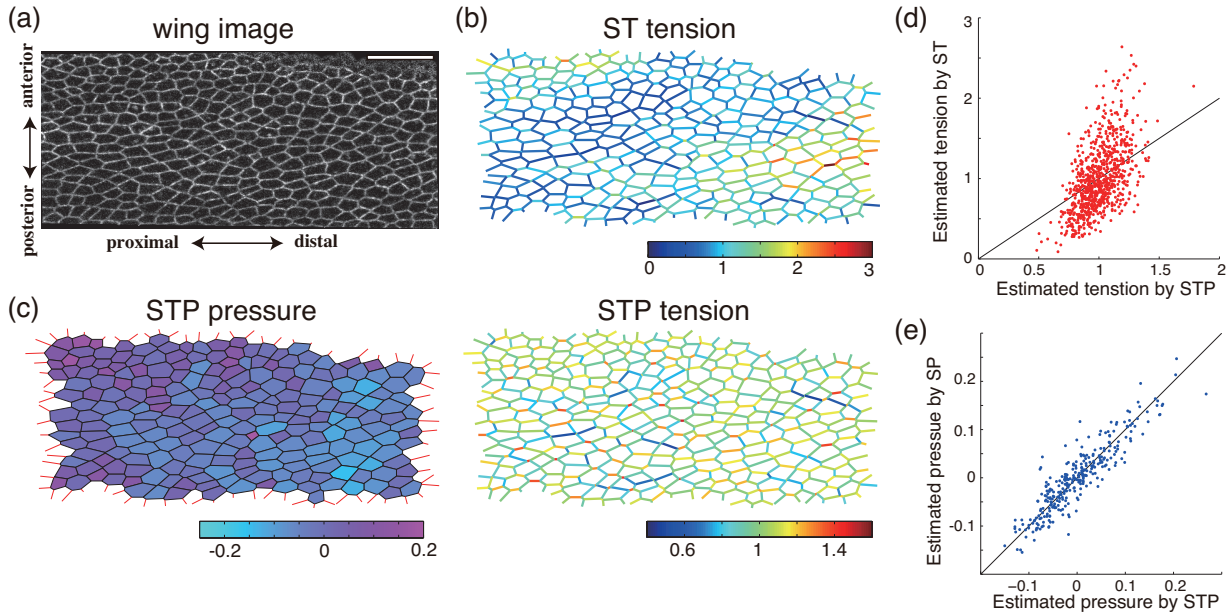 (a)
wing image
anterior
posterior
proximal
distal
(b)
ST tension
0 1 2 3
(c)
STP pressure
-0.2 0 0.2
STP tension
0.6 1 1.4
(d)
Estimated tension by ST
3
2
1
0
0 0.5 1 1.5 2
Estimated tenstion by STP
(e)
Estimated pressue by SP
0.2
0.1
0
-0.1
-0.1 0 0.1 0.2
Estimated pressure by STP